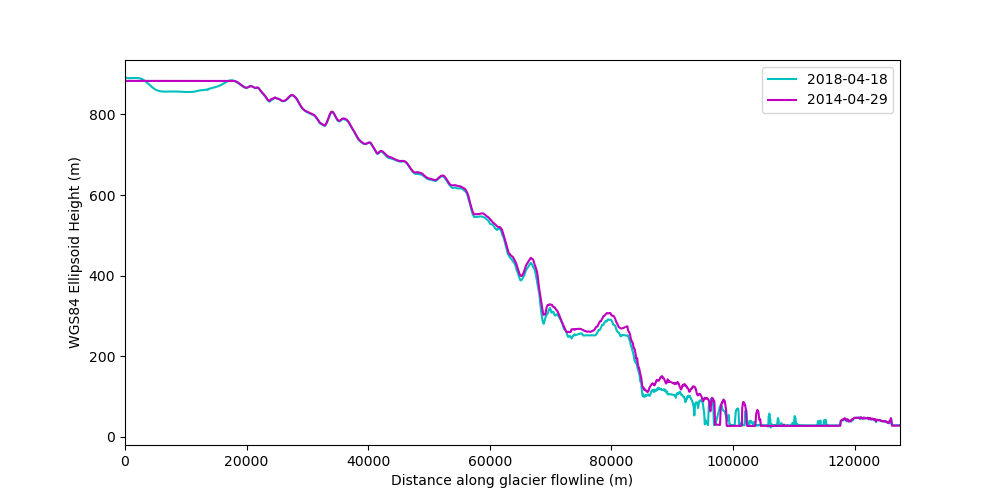 2018-04-18
2014-04-29
WGS84 Ellipsoid Height (m)
800
600
400
200
0
0 20000 40000 60000 80000 100000 120000
Distance along glacier flowline (m)